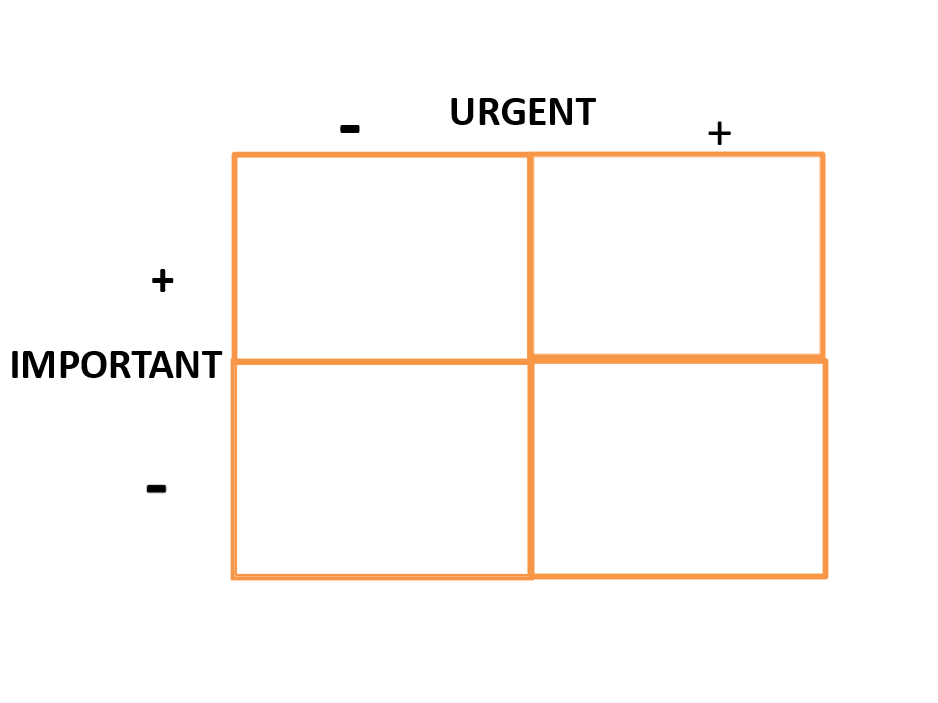 URGENT
- +
+
IMPORTANT
-